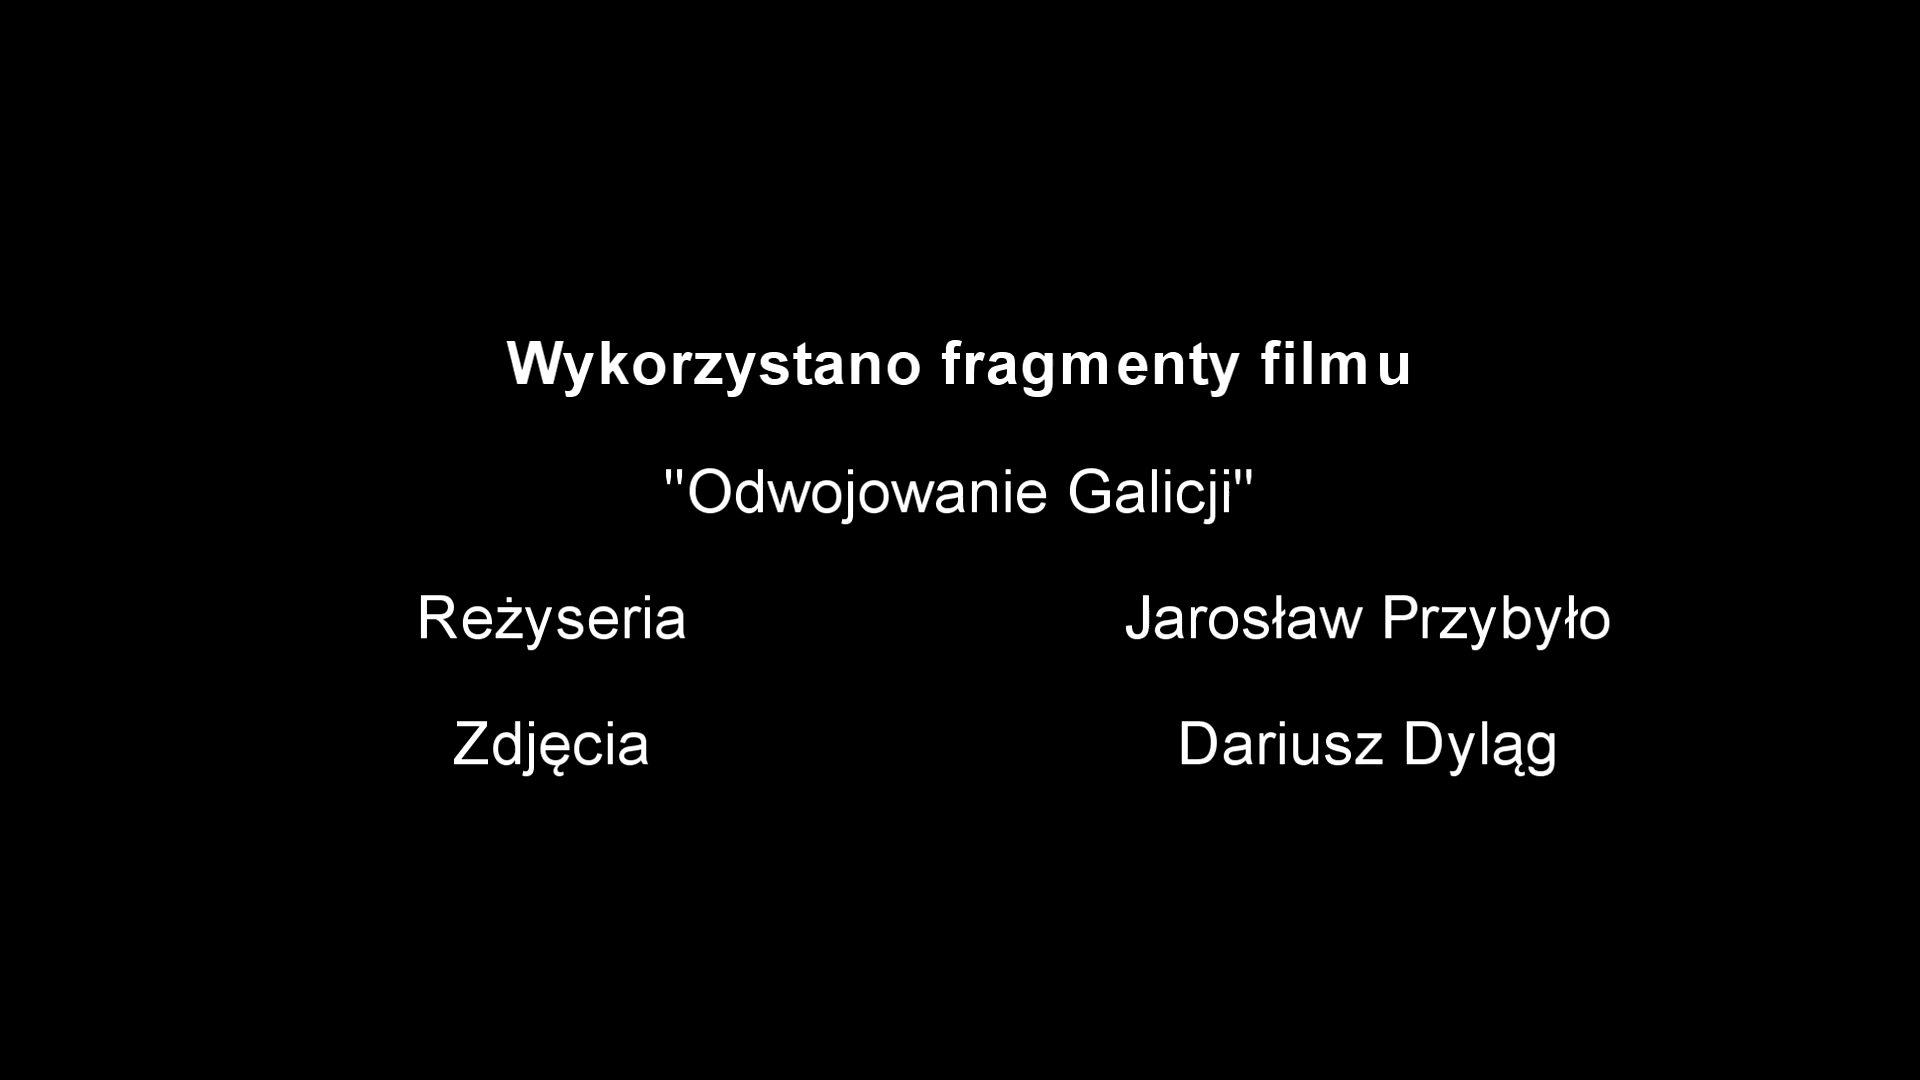 Wykorzystano fragmenty filmu
"Odwojowanie Galicji"
Reżyseria Jarosław Przybyło
Zdjęcia Dariusz Dyląg